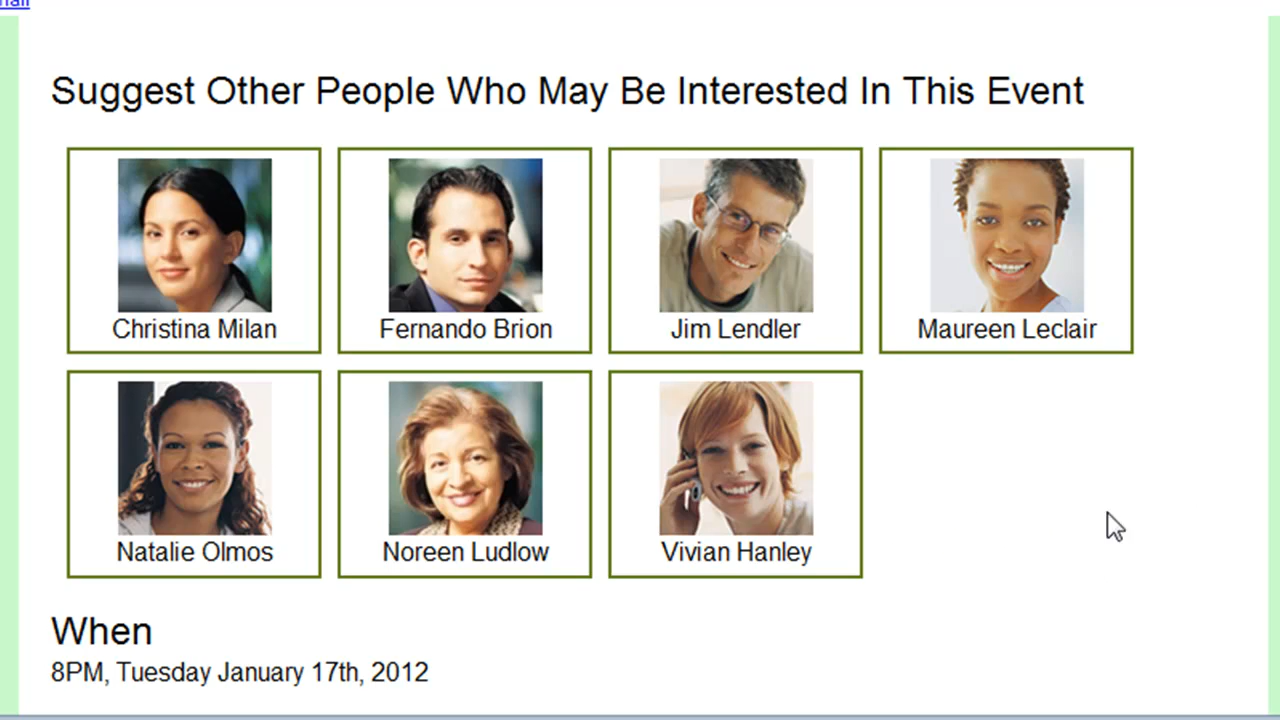 Suggest Other People Who May Be Interested In This Event
Christina Milan
Fernando Brion
Jim Lendler
Maureen Leclair
Natalie Olmos
Noreen Ludlow
Vivian Hanley
When
8PM, Tuesday January 17th, 2012